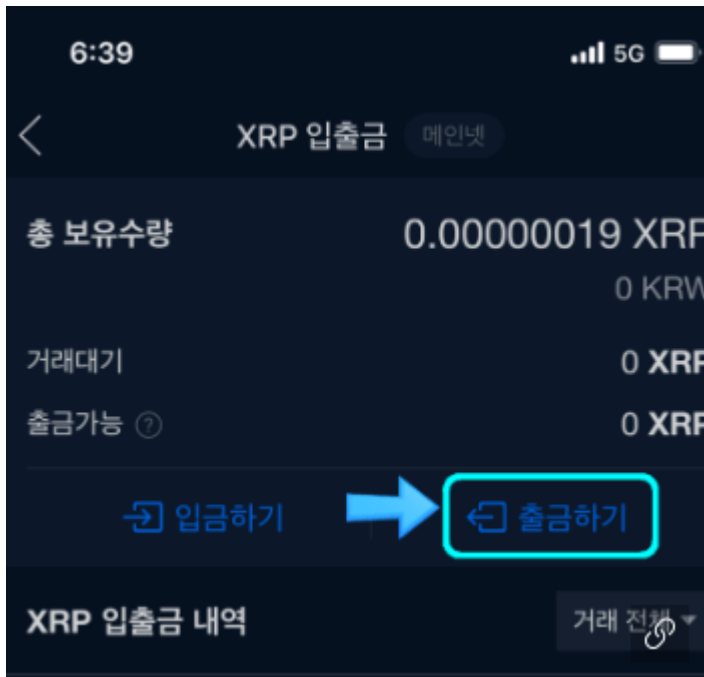 6:39 5G
XRP 입출금 메인넷
총 보유수량 0.00000019 XRP
0 KRW
거래대기 0 XRP
출금가능 ? 0 XRP
입금하기 출금하기
XRP 입출금 내역 거래 전체